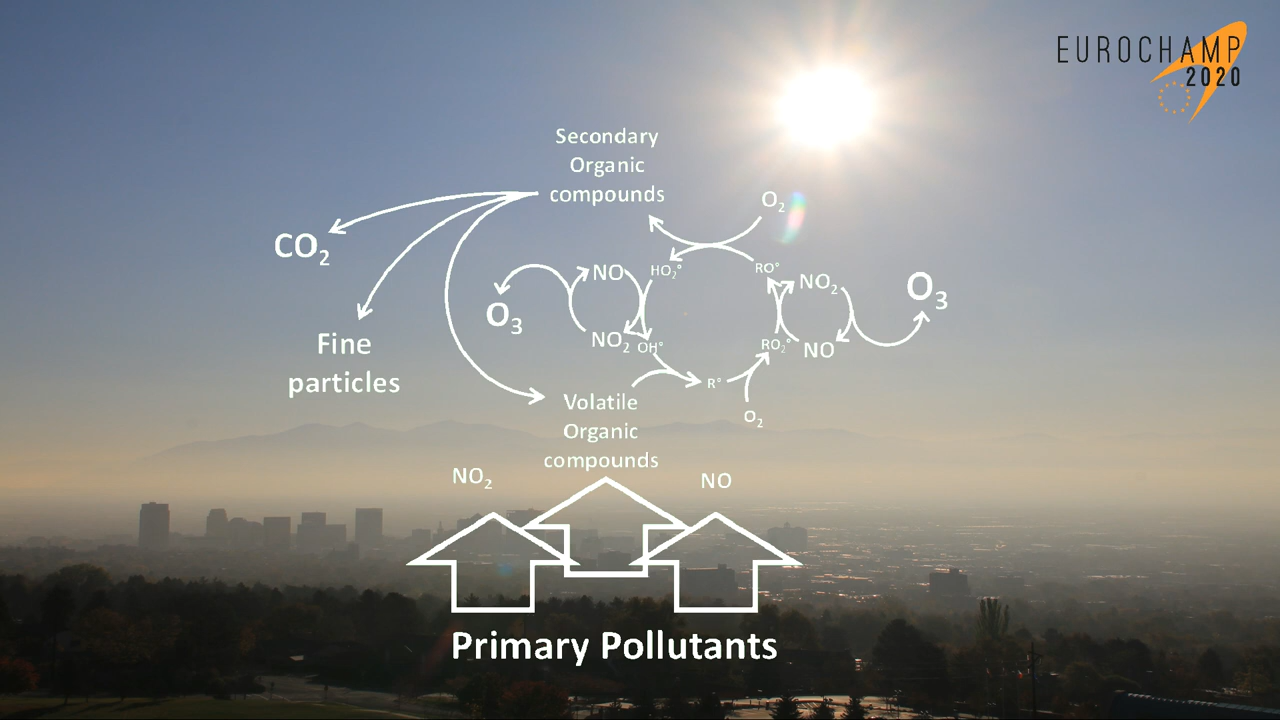 EUROCHAMP
2020
Secondary
Organic
compounds
O₂
CO₂
NO
HO₂°
RO°
NO₂
O₃
O₃
Fine
particles
NO₂
OH°
RO₂°
NO
R°
O₂
Volatile
Organic
compounds
NO₂
NO
Primary Pollutants